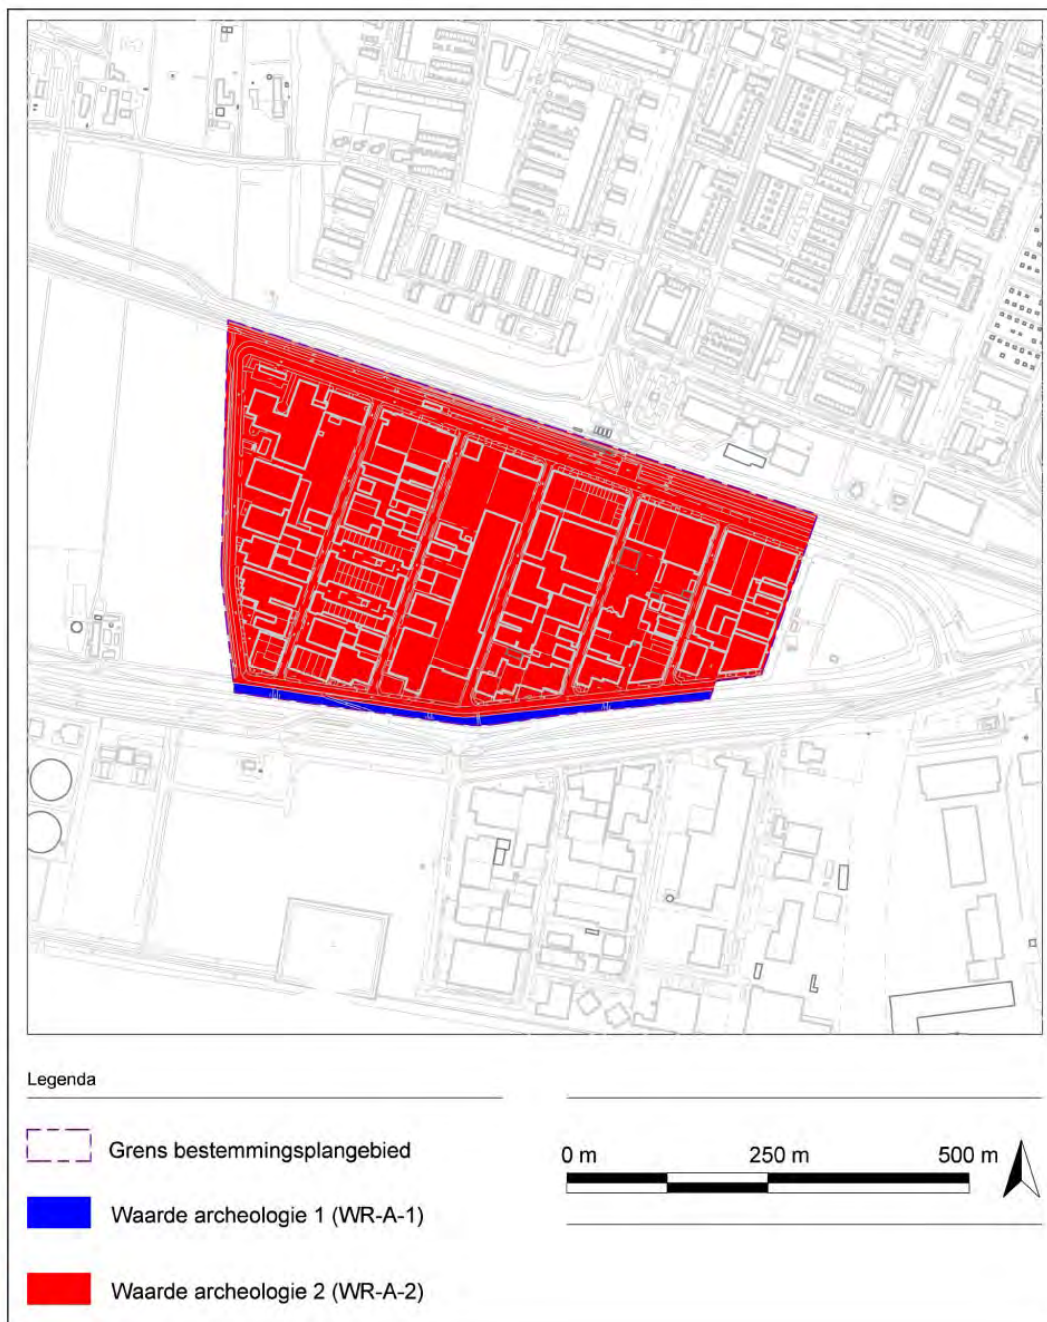 Legenda
Grens bestemmingsplangebied
Waarde archeologie 1 (WR-A-1)
Waarde archeologie 2 (WR-A-2)
0 m 250 m 500 m